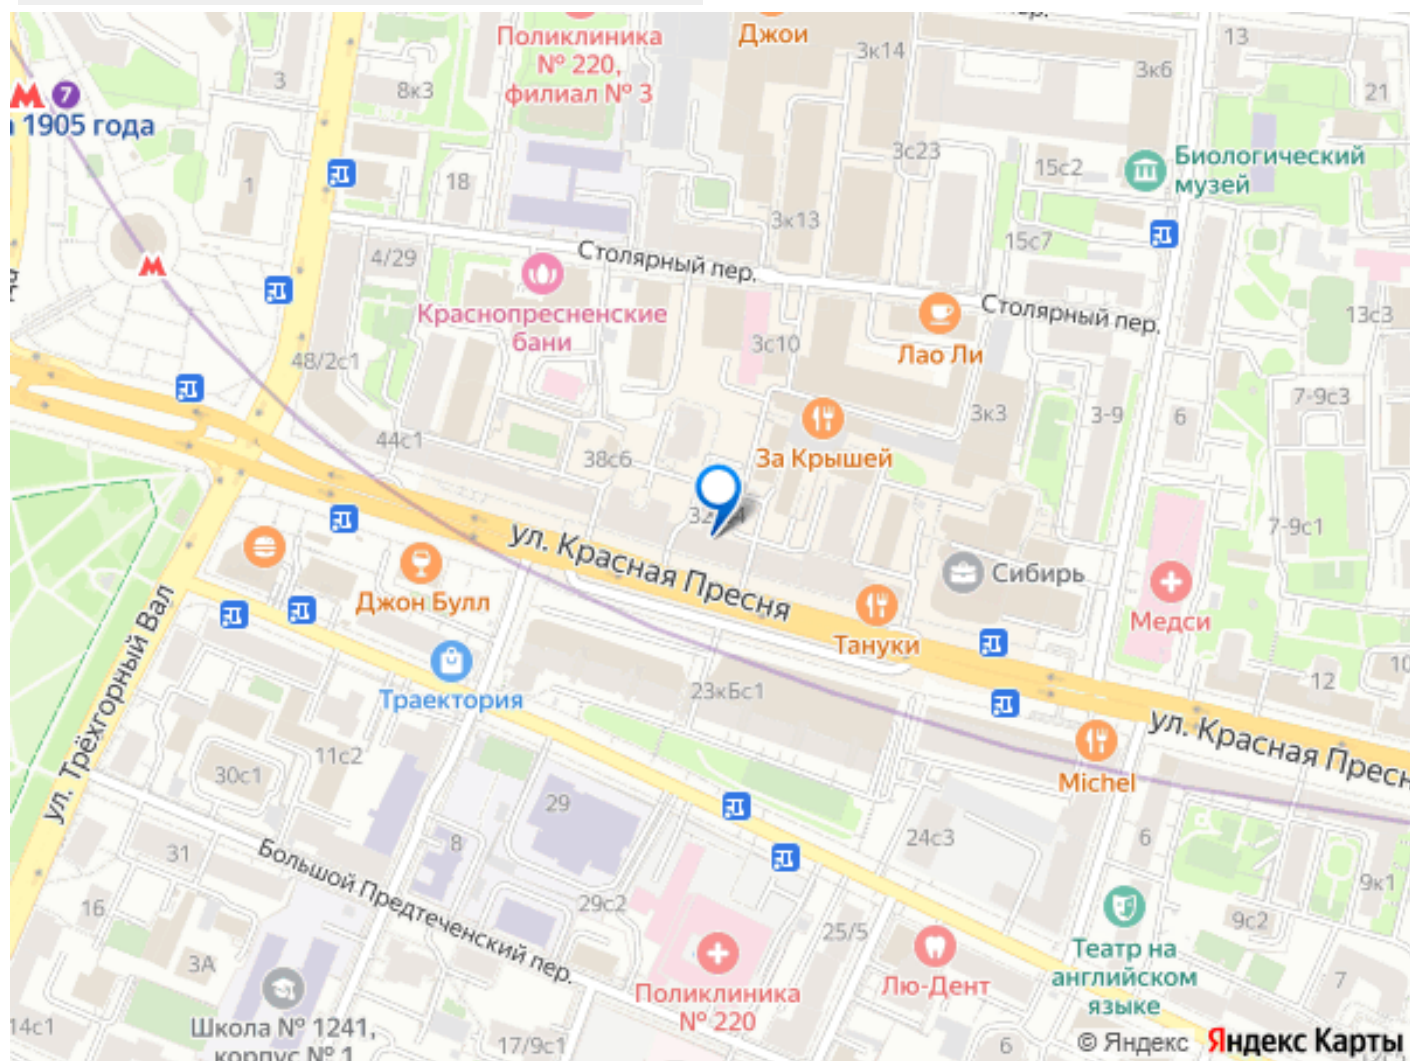 Поликлиника
№ 220,
филиал № 3
Джои
пер.
3к14
13
3к6
21
3
8к3
7
1905 года
1
18
3с23
15с2
Биологический
музей
3к13
15с7
4/29
Столярный пер.
Столярный пер.
Краснопресненские
бани
3с10
Лао Ли
13с3
48/2с1
7-9с3
3к3
3-9
6
44с1
38с6
За Крышей
7-9с1
ул. Красная Пресня
Сибирь
Медси
Джон Булл
Тануки
ул. Трёхгорный Вал
Траектория
23кБс1
12
10
ул. Красная Пресн
Michel
11с2
30с1
29
8
24с3
6
31
Большой Предтеченский пер.
9к1
16
29с2
25/5
9с2
3А
Театр на
английском
языке
Лю-Дент
7
Поликлиника
№ 220
14с1
Школа № 1241,
корпус № 1
17/9с1
6
© Яндекс Яндекс Карты